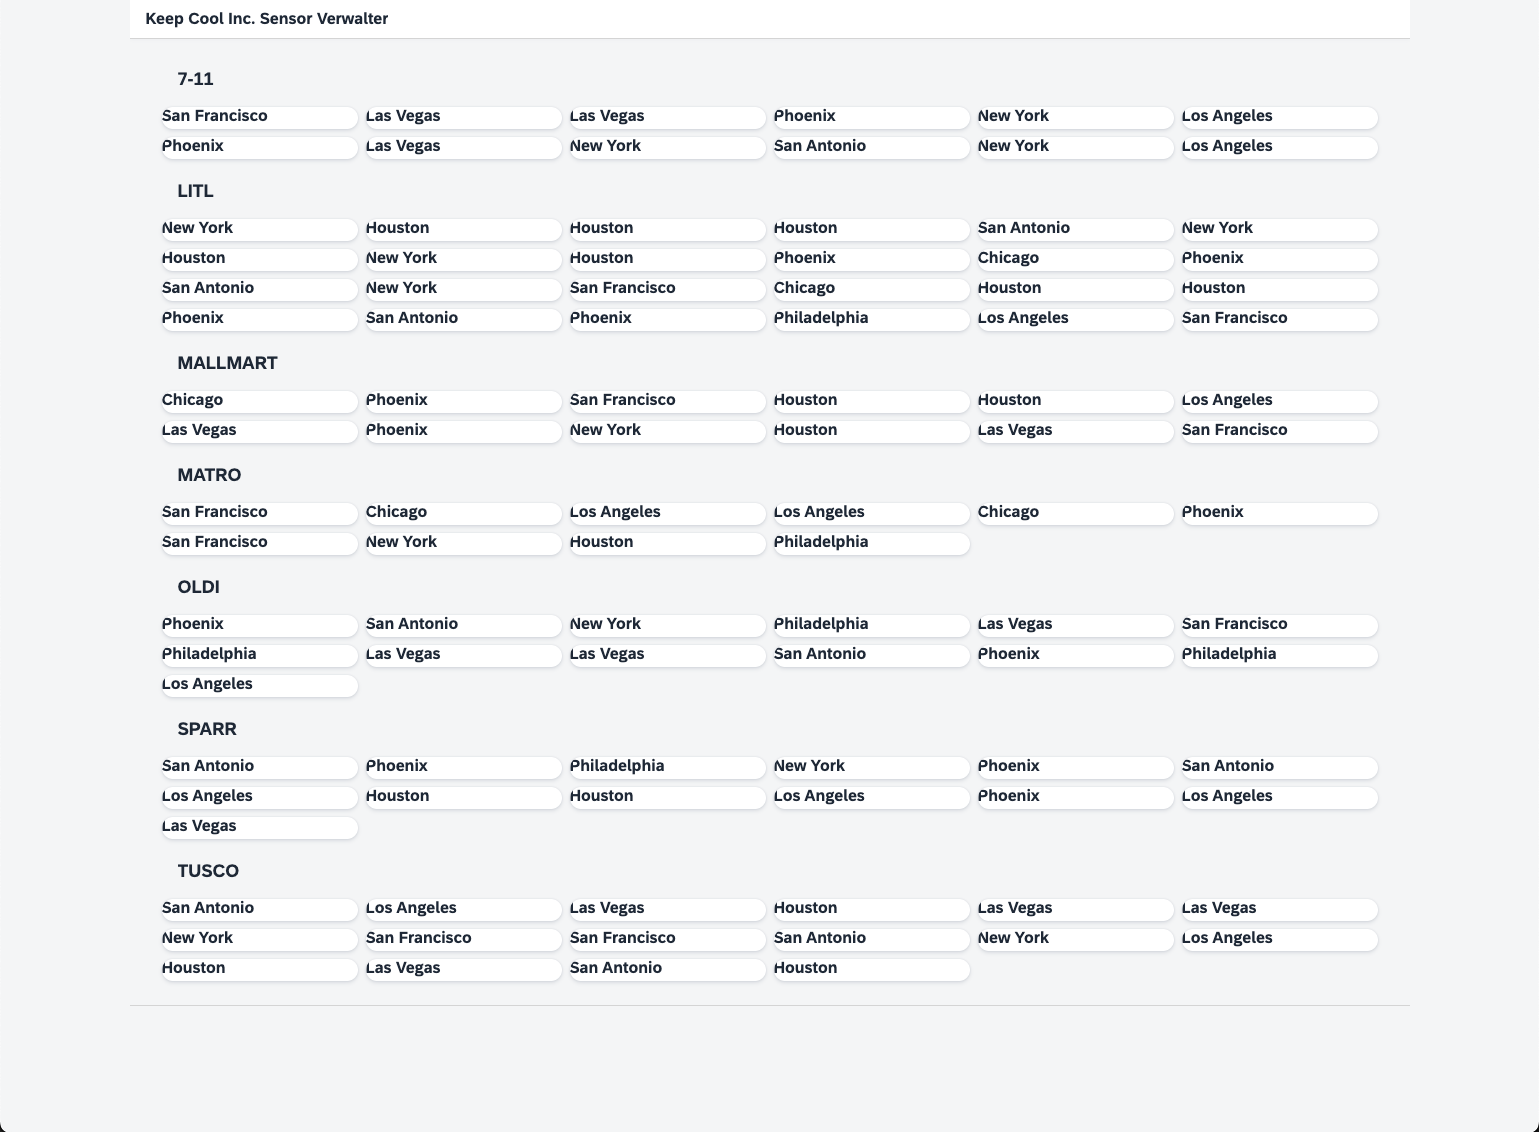 Keep Cool Inc. Sensor Verwalter
7-11
San Francisco Las Vegas Las Vegas Phoenix New York Los Angeles
Phoenix Las Vegas New York San Antonio New York Los Angeles
LITL
New York Houston Houston Houston San Antonio New York
Houston New York Houston Phoenix Chicago Phoenix
San Antonio New York San Francisco Chicago Houston Houston
Phoenix San Antonio Phoenix Philadelphia Los Angeles San Francisco
MALLMART
Chicago Phoenix San Francisco Houston Houston Los Angeles
Las Vegas Phoenix New York Houston Las Vegas San Francisco
MATRO
San Francisco Chicago Los Angeles Los Angeles Chicago Phoenix
San Francisco New York Houston Philadelphia
OLDI
Phoenix San Antonio New York Philadelphia Las Vegas San Francisco
Philadelphia Las Vegas Las Vegas San Antonio Phoenix Philadelphia
Los Angeles
SPARR
San Antonio Phoenix Philadelphia New York Phoenix San Antonio
Los Angeles Houston Houston Los Angeles Phoenix Los Angeles
Las Vegas
TUSCO
San Antonio Los Angeles Las Vegas Houston Las Vegas Las Vegas
New York San Francisco San Francisco San Antonio New York Los Angeles
Houston Las Vegas San Antonio Houston